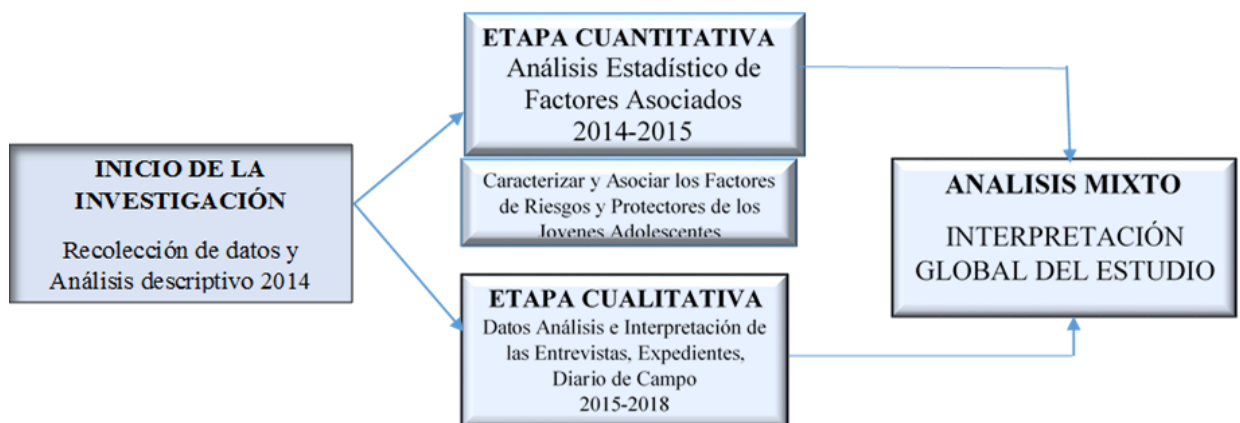 INICIO DE LA
INVESTIGACIÓN
Recolección de datos y
Análisis descriptivo 2014
ETAPA CUANTITATIVA
Análisis Estadístico de
Factores Asociados
2014-2015
Caracterizar y Asociar los Factores
de Riesgos y Protectores de los
Jovenes Adolescentes
ETAPA CUALITATIVA
Datos Análisis e Interpretación de
las Entrevistas, Expedientes,
Diario de Campo
2015-2018
ANALISIS MIXTO
INTERPRETACIÓN
GLOBAL DEL ESTUDIO